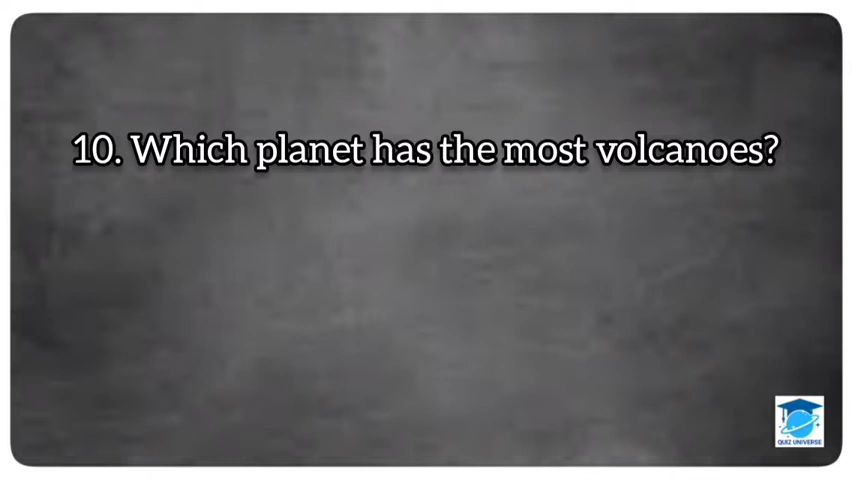 10. Which planet has the most volcanoes?
QUIZ UNIVERSE